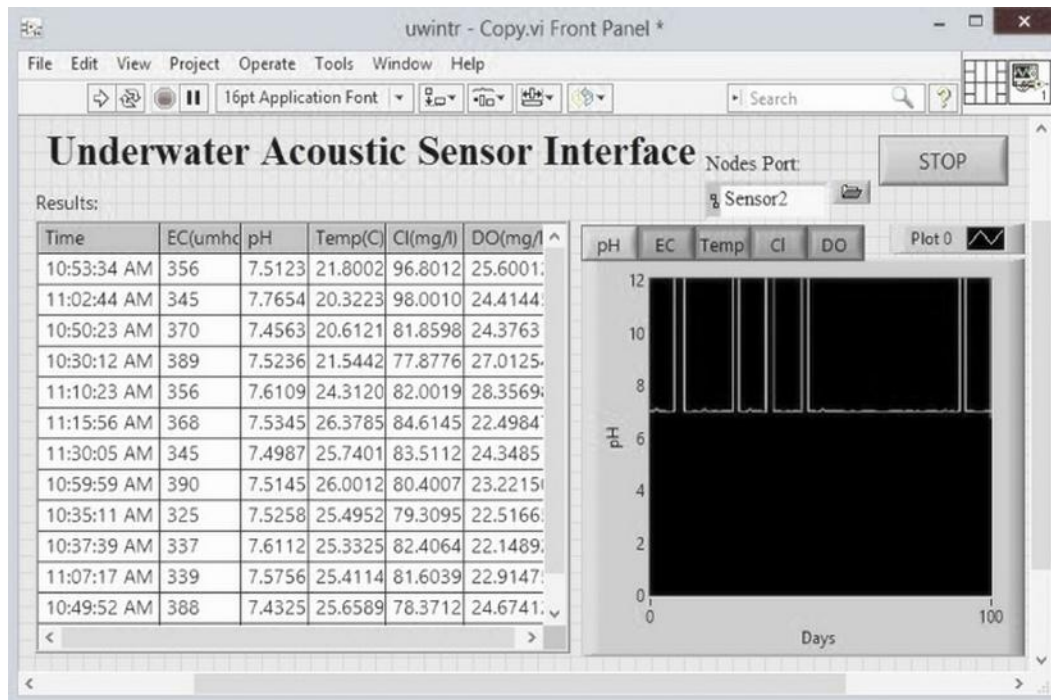 uwintr - Copy.vi Front Panel *
File Edit View Project Operate Tools Window Help
16pt Application Font Search ? 1
Underwater Acoustic Sensor Interface
Nodes Port:
STOP
Sensor2
Results:
Time EC(umho pH Temp(C) Cl(mg/l) DO(mg/l
10:53:34 AM 356 7.5123 21.8002 96.8012 25.6001
11:02:44 AM 345 7.7654 20.3223 98.0010 24.4144
10:50:23 AM 370 7.4563 20.6121 81.8598 24.3763
10:30:12 AM 389 7.5236 21.5442 77.8776 27.0125
11:10:23 AM 356 7.6109 24.3120 82.0019 28.3569
11:15:56 AM 368 7.5345 26.3785 84.6145 22.4984
11:30:05 AM 345 7.4987 25.7401 83.5112 24.3485
10:59:59 AM 390 7.5145 26.0012 80.4007 23.2215
10:35:11 AM 325 7.5258 25.4952 79.3095 22.5166
10:37:39 AM 337 7.6112 25.3325 82.4064 22.1489
11:07:17 AM 339 7.5756 25.4114 81.6039 22.9147
10:49:52 AM 388 7.4325 25.6589 78.3712 24.6741
pH EC Temp Cl DO
Plot 0
12
10
8
6
4
2
0
pH
0 100
Days